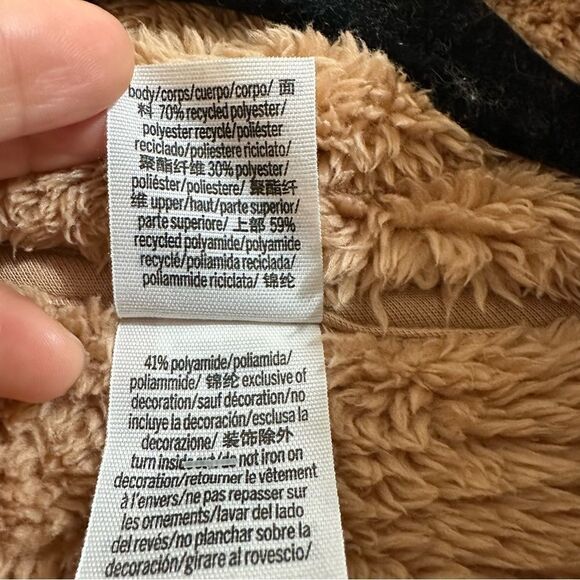 body/corps/cuerpo/corpo/ 面
料 70% recycled polyester/
polyester recyclé/poliéster
reciclado/poliestere riciclato/
聚酯纤维 30% polyester/
poliéster/poliestere/ 聚酯纤
维 upper/haut/parte superior/
parte superiore/ 上部 59%
recycled polyamide/polyamide
recyclé/poliamida reciclada/
poliammide riciclata/ 锦纶
41% polyamide/poliamida/
poliammide/ 锦纶 exclusive of
decoration/sauf décoration/no
incluye la decoración/esclusa la
decorazione/ 装饰除外
turn inside out/do not iron on
decoration/retourner le vêtement
à l'envers/ne pas repasser sur
les ornements/lavar del lado
del revés/no planchar sobre la
decoración/girare al rovescio/